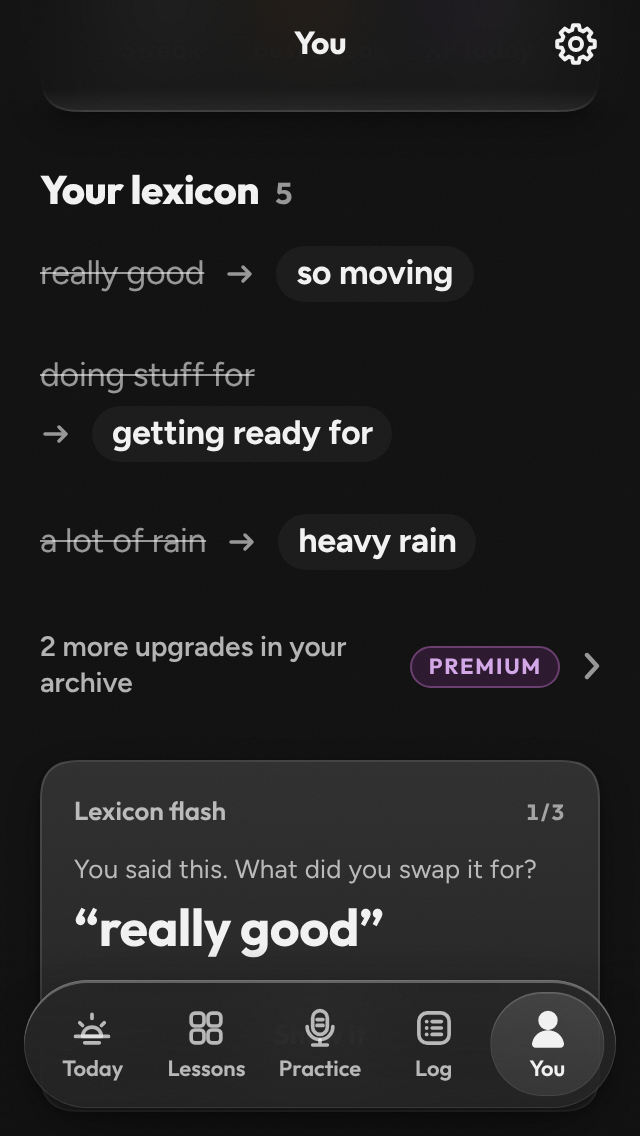 You
Your lexicon 5
really good → so moving
doing stuff for
→ getting ready for
a lot of rain → heavy rain
2 more upgrades in your
archive
PREMIUM
Lexicon flash 1/3
You said this. What did you swap it for?
“really good”
Today Lessons Practice Log You